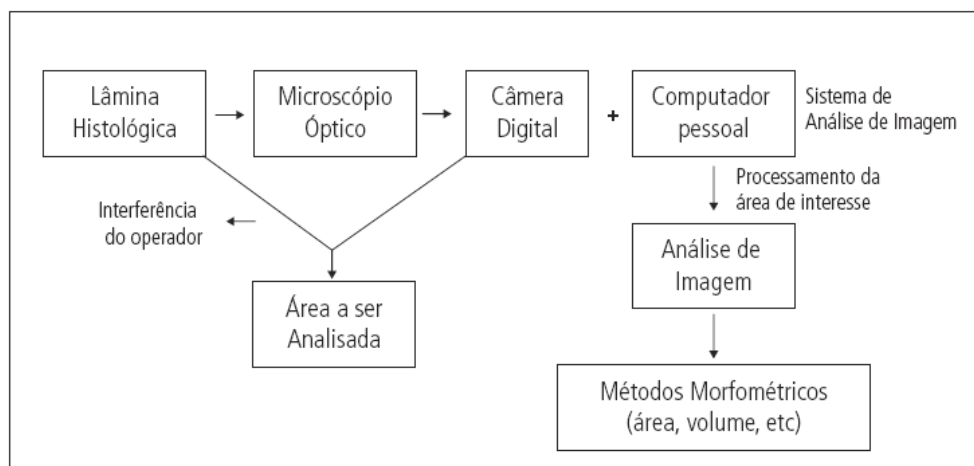 Lâmina
Histológica
Microscópio
Óptico
Câmera
Digital
+
Computador
pessoal
Sistema de
Análise de Imagem
Interferência
do operador
Processamento da
área de interesse
Área a ser
Analisada
Análise de
Imagem
Métodos Morfométricos
(área, volume, etc)